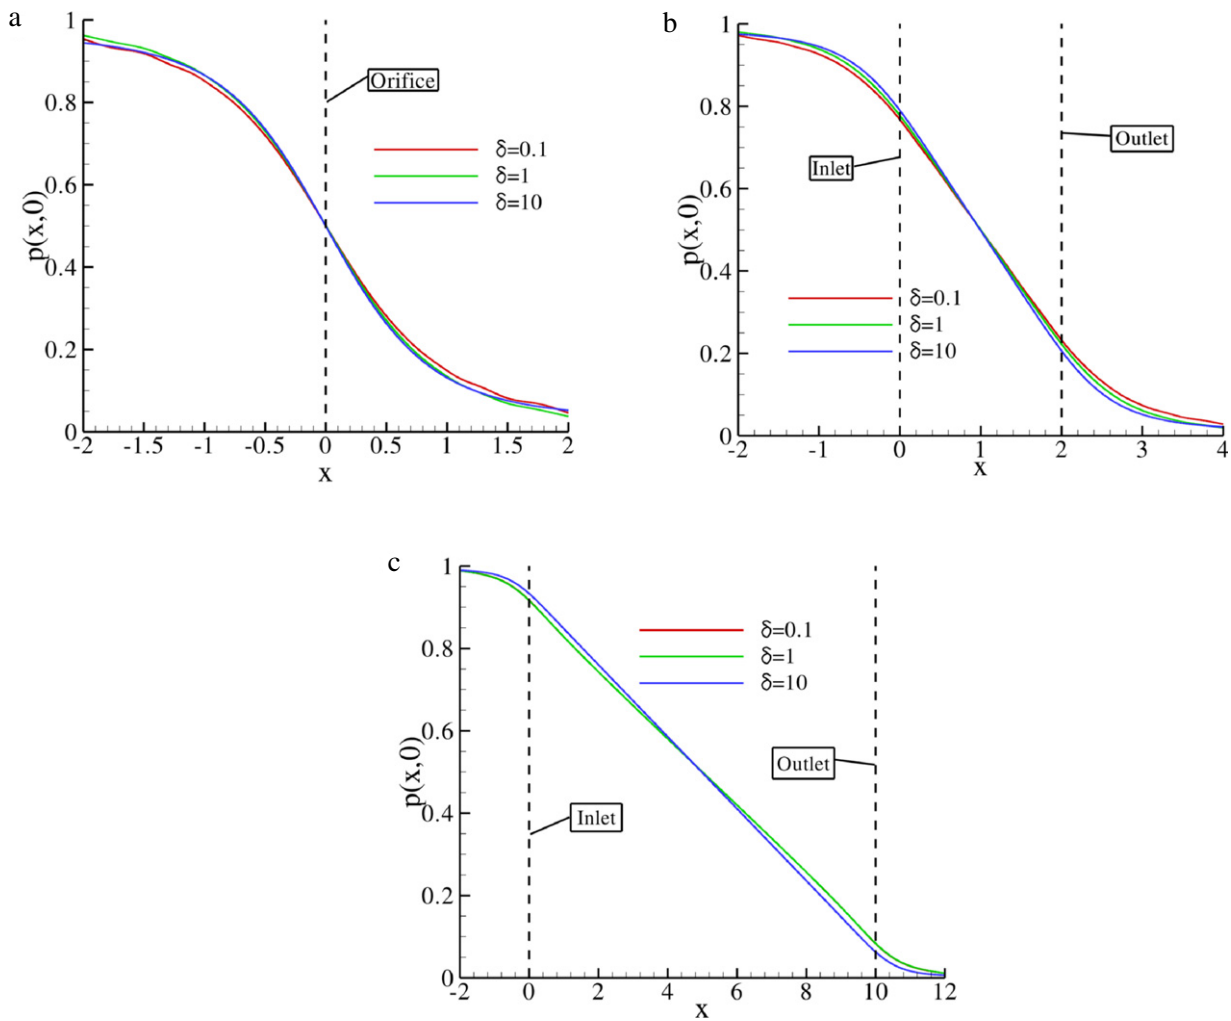 a
1
0.8
0.6
0.4
0.2
0
p(x,0)
Orifice
δ=0.1
δ=1
δ=10
-2 -1.5 -1 -0.5 0 0.5 1 1.5 2
x
b
1
0.8
0.6
0.4
0.2
0
p(x,0)
Outlet
Inlet
δ=0.1
δ=1
δ=10
-2 -1 0 1 2 3 4
x
c
1
0.8
0.6
0.4
0.2
0
p(x,0)
δ=0.1
δ=1
δ=10
Outlet
Inlet
-2 0 2 4 6 8 10 12
x